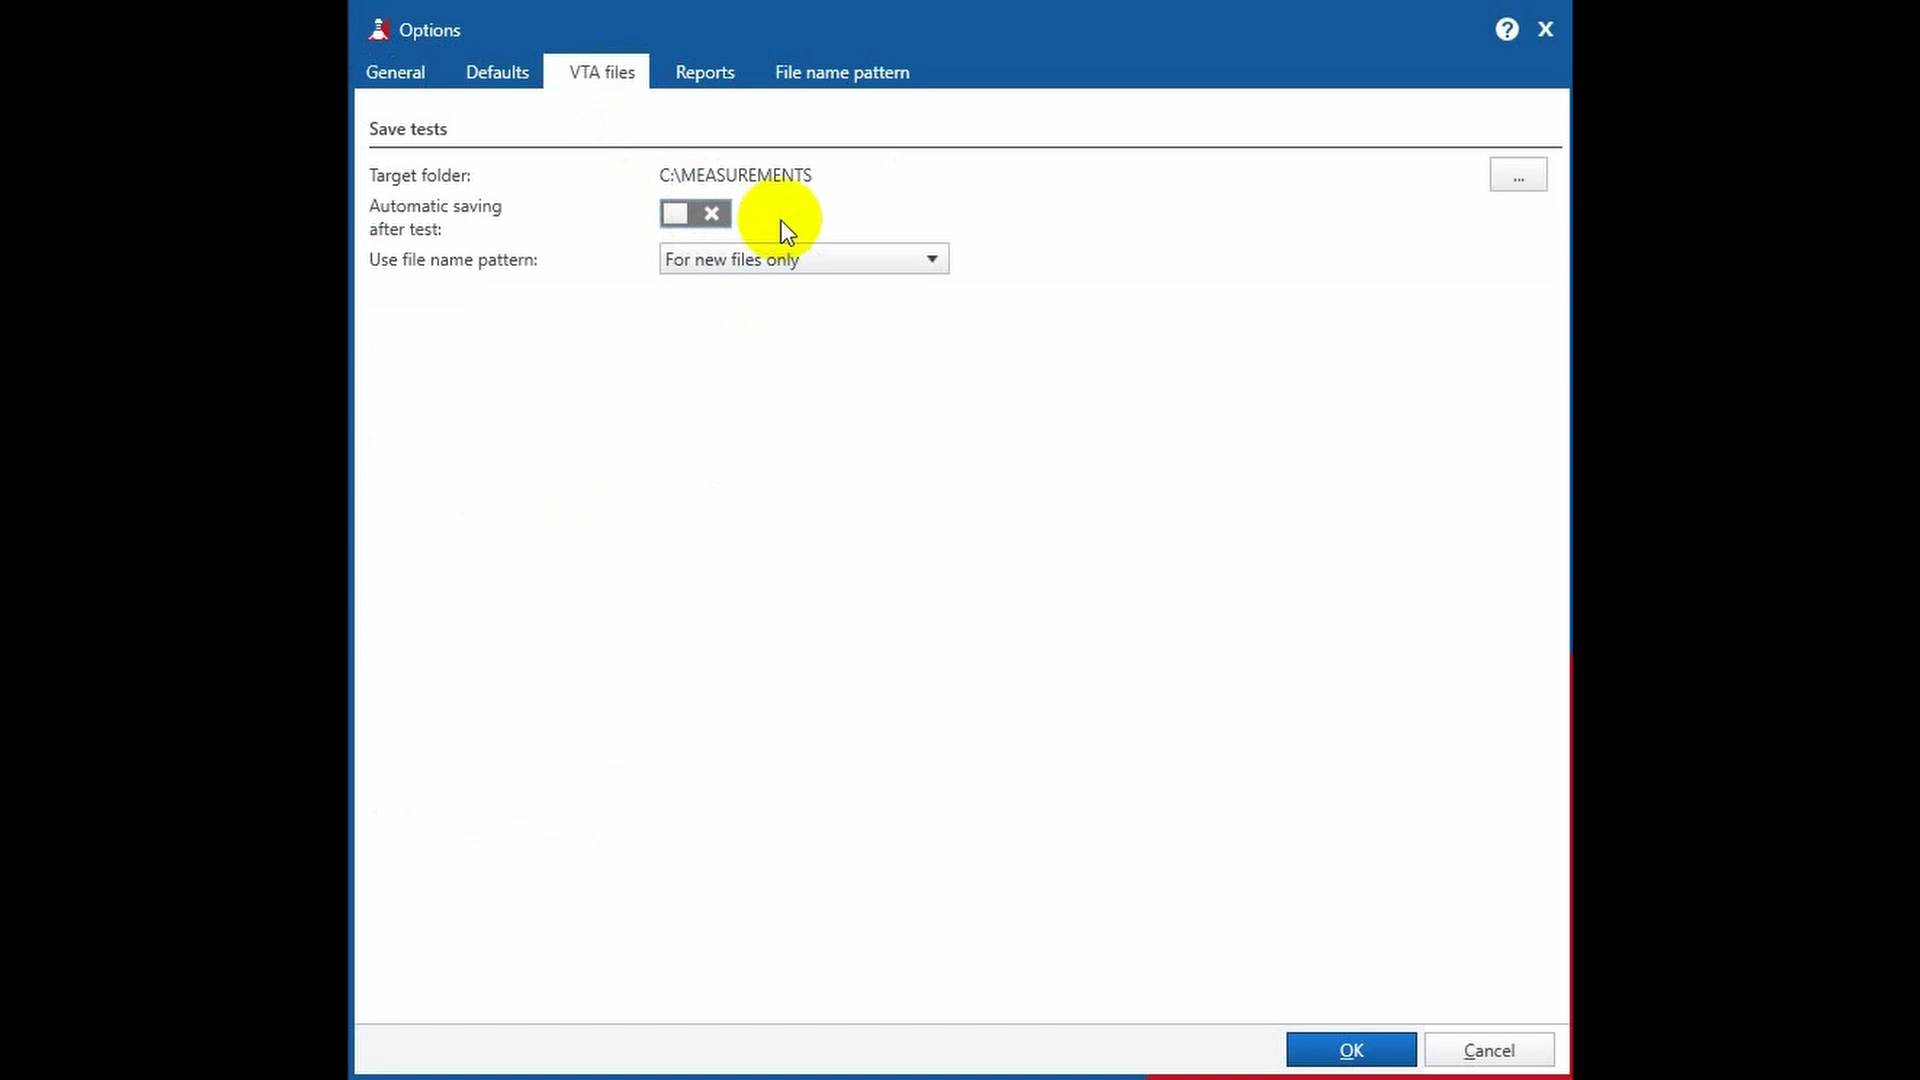 Options
General Defaults VTA files Reports File name pattern
Save tests
Target folder: C:\MEASUREMENTS ...
Automatic saving
after test:
Use file name pattern: For new files only
OK Cancel